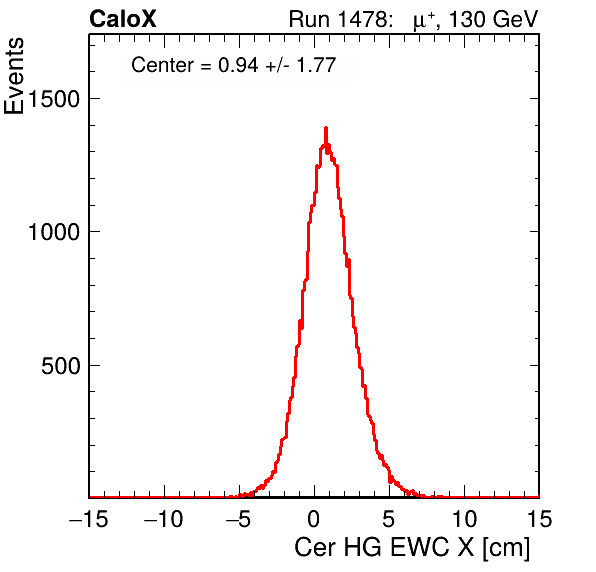 CaloX Run 1478: μ⁺, 130 GeV
Events
Center = 0.94 +/- 1.77
1500
1000
500
−15 −10 −5 0 5 10 15
Cer HG EWC X [cm]